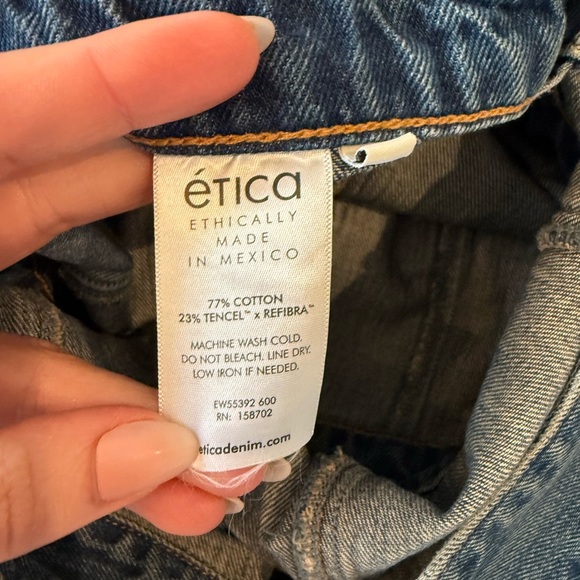 éTICA
ETHICALLY
MADE
IN MEXICO
77% COTTON
23% TENCEL™ x REFIBRA™
MACHINE WASH COLD.
DO NOT BLEACH. LINE DRY.
LOW IRON IF NEEDED.
EW55392 600
RN: 158702
eticadenim.com